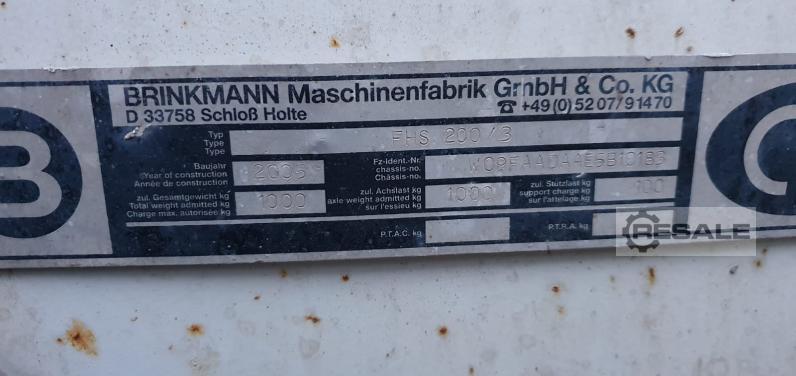 BRINKMANN Maschinenfabrik GmbH & Co. KG
D 33758 Schloß Holte ☎ +49(0)5207/91470
Typ
Type
Type
FHS 200/3
Baujahr
Year of construction
Année de construction
Fz-Ident.-Nr.
chassis-no.
Châssis-no.
zul. Gesamtgewicht kg
Total weight admitted kg
Charge max. autorisée kg
1000
zul. Achslast kg
axle weight admitted kg
sur l'essieu kg
1000
zul. Stützlast kg
support charge kg
sur l'attelage kg
100
P.T.A.C. kg
P.T.R.A. kg
B
RESALE